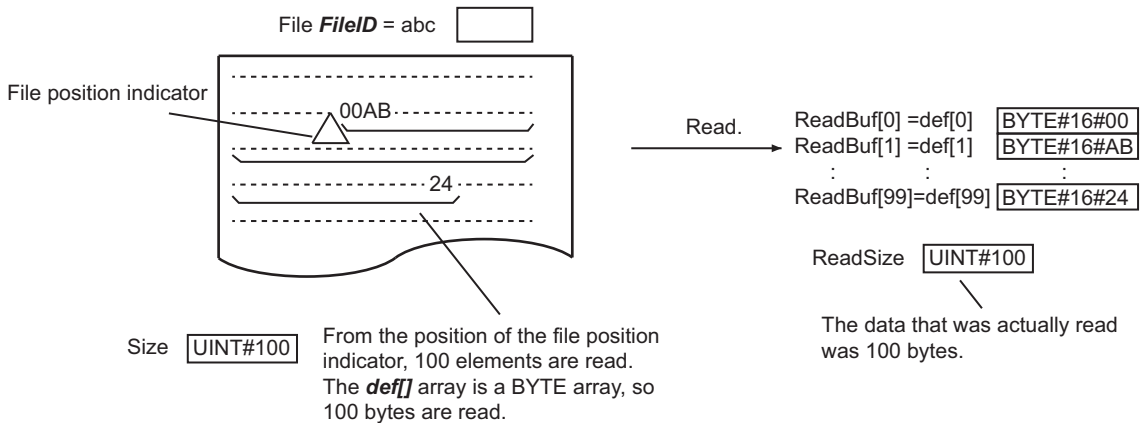 File FileID = abc
File position indicator
00AB
24
Read.
ReadBuf[0] =def[0] BYTE#16#00
ReadBuf[1] =def[1] BYTE#16#AB
: : :
ReadBuf[99]=def[99] BYTE#16#24
ReadSize UINT#100
The data that was actually read
was 100 bytes.
Size UINT#100
From the position of the file position
indicator, 100 elements are read.
The def[] array is a BYTE array, so
100 bytes are read.